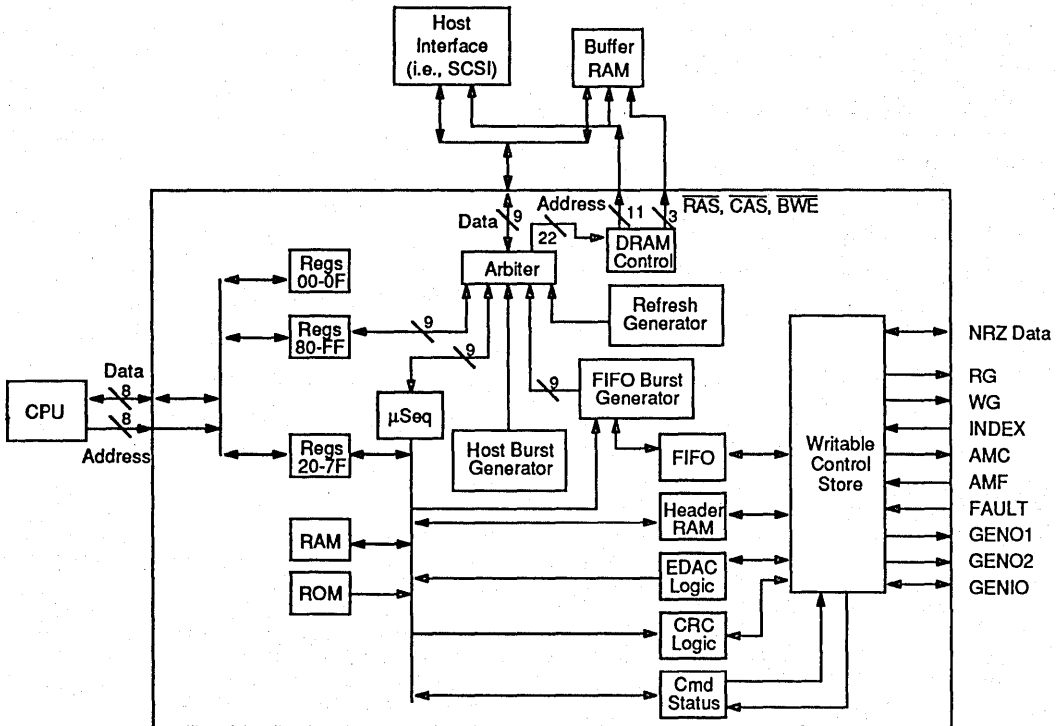 Host
Interface
(i.e., SCSI)
Buffer
RAM
Address
11
3
RAS, CAS, BWE
Data
9
22
DRAM
Control
Arbiter
Regs
00-0F
Refresh
Generator
Regs
80-FF
9
9
NRZ Data
Data
8
CPU
8
Address
µSeq
9
FIFO Burst
Generator
RG
WG
Writable
Control
Store
INDEX
Regs
20-7F
Host Burst
Generator
FIFO
AMC
AMF
Header
RAM
FAULT
RAM
GENO1
EDAC
Logic
GENO2
ROM
GENIO
CRC
Logic
Cmd
Status